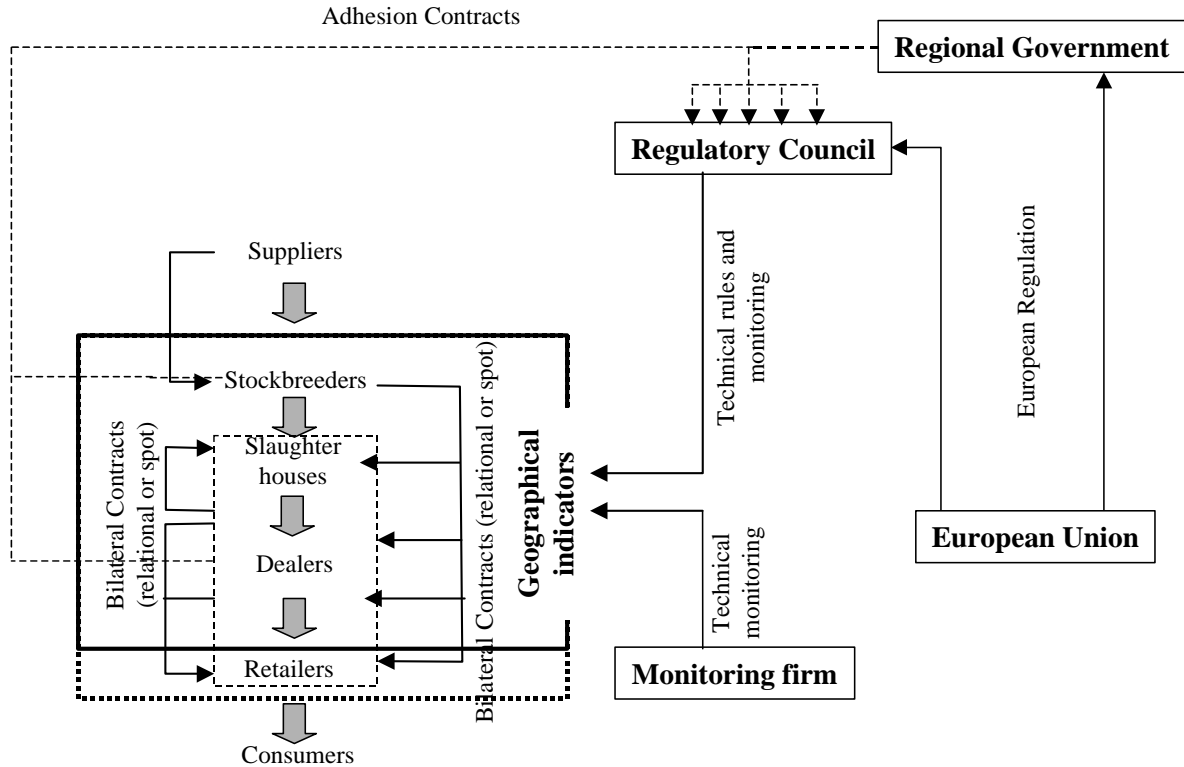 Adhesion Contracts
Regional Government
Regulatory Council
Suppliers
Technical rules and
monitoring
European Regulation
Stockbreeders
Slaughter
houses
Bilateral Contracts
(relational or spot)
Bilateral Contracts (relational or spot)
Geographical
indicators
Dealers
European Union
Technical
monitoring
Retailers
Monitoring firm
Consumers